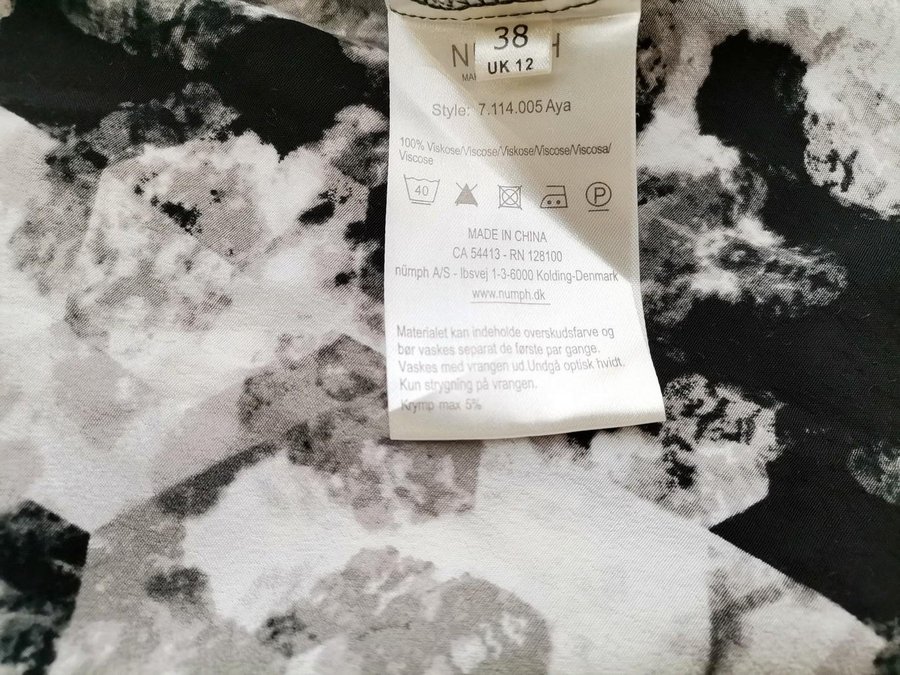 38
UK 12
Style: 7.114.005 Aya
100% Viskose/Viscose/Viskose/Viscose/Viscosa/
Viscose
40
P
MADE IN CHINA
CA 54413 - RN 128100
nümph A/S - Ibsvej 1-3-6000 Kolding-Denmark
www.numph.dk
Materialet kan indeholde overskudsfarve og
bør vaskes separat de første par gange.
Vaskes med vrangen ud.Undgå optisk hvidt.
Kun strygning på vrangen.
Krymp max 5%